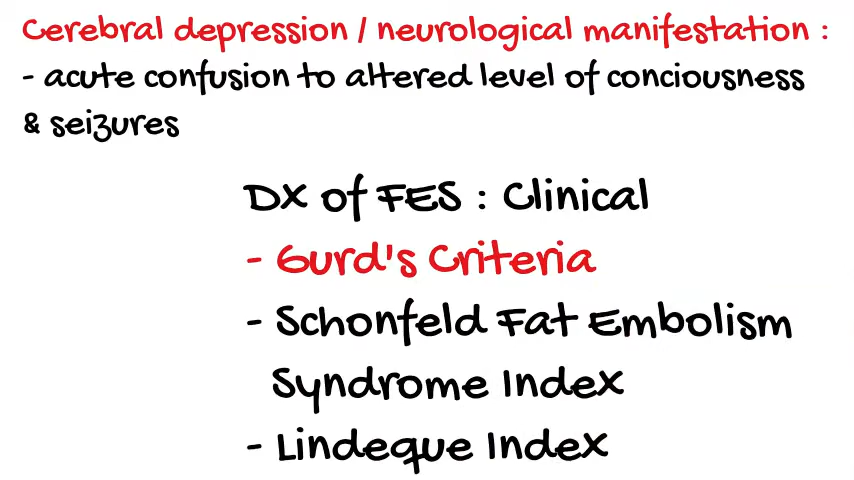 Cerebral depression / neurological manifestation :
- acute confusion to altered level of conciousness
& seizures
DX of FES : Clinical
- Gurd's Criteria
- Schonfeld Fat Embolism
Syndrome Index
- Lindeque Index